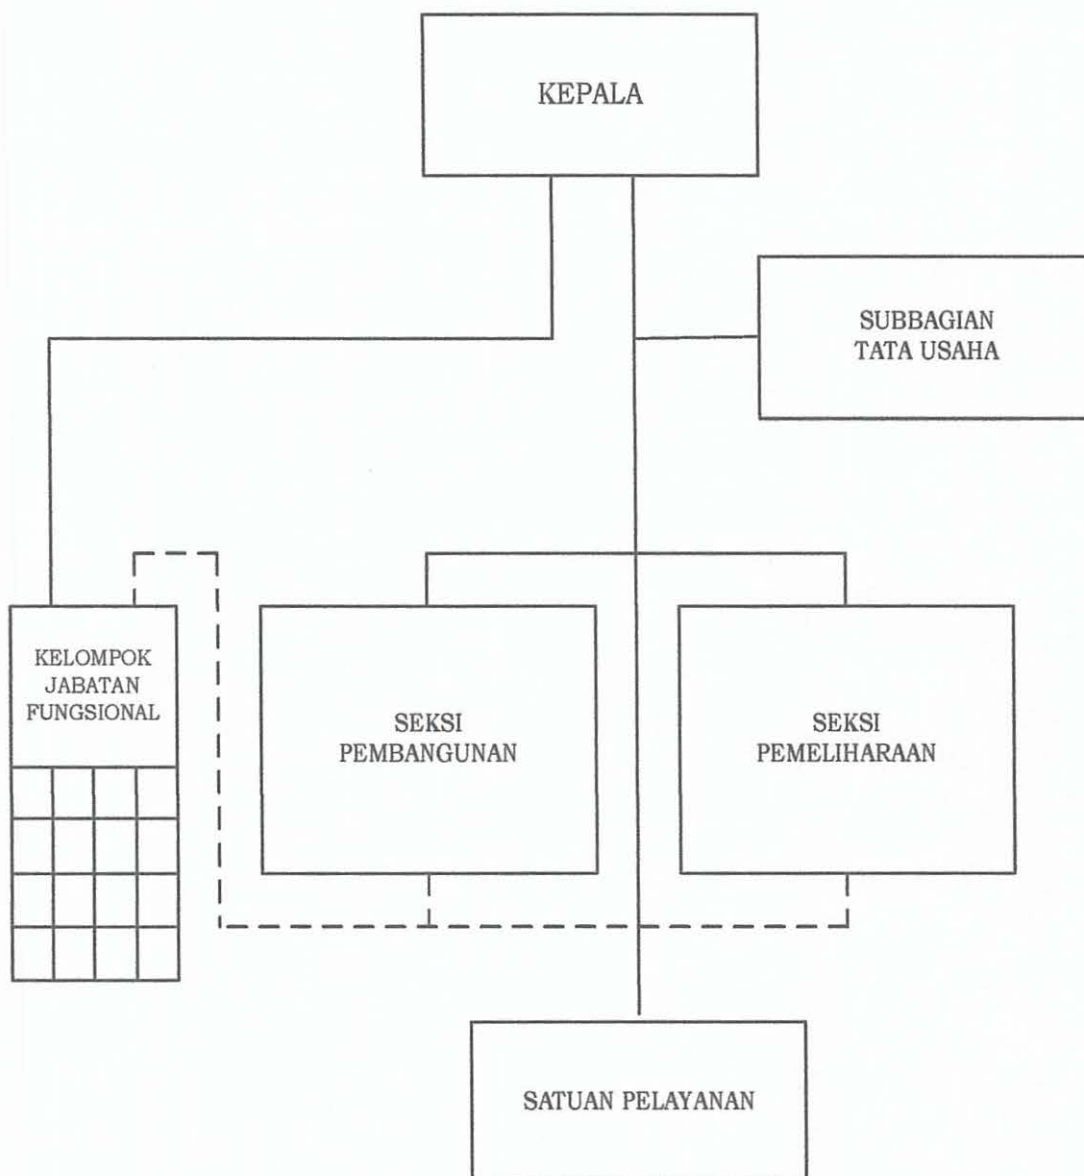 KEPALA
SUBBAGIAN
TATA USAHA
KELOMPOK
JABATAN
FUNGSIONAL
SEKSI
PEMBANGUNAN
SEKSI
PEMELIHARAAN
SATUAN PELAYANAN